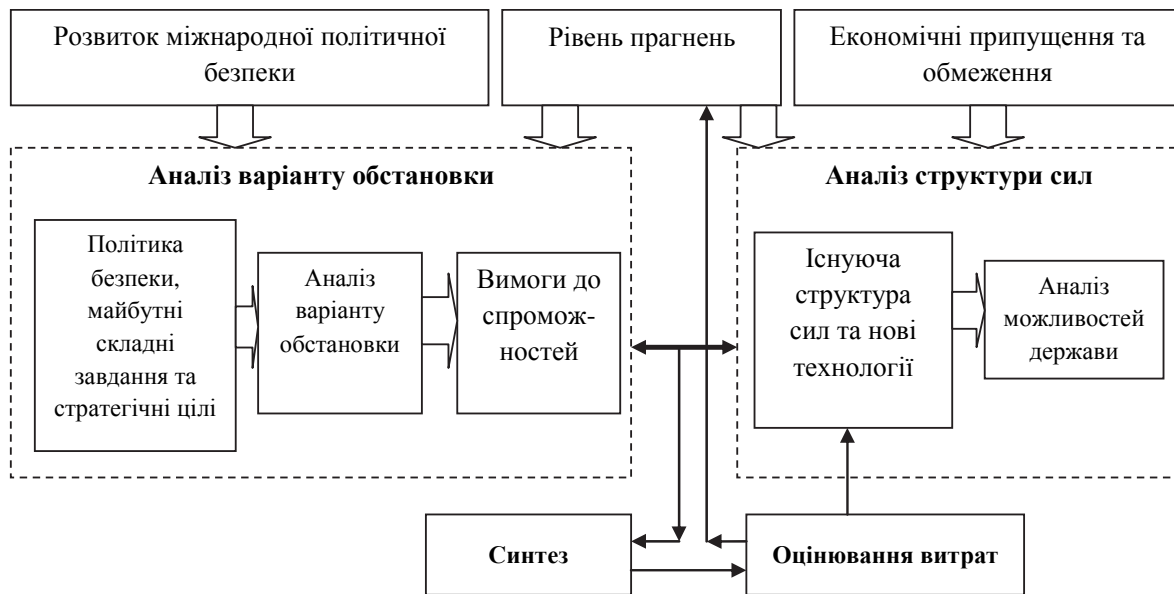 Розвиток міжнародної політичної
безпеки
Рівень прагнень
Економічні припущення та
обмеження
Аналіз варіанту обстановки
Політика
безпеки,
майбутні
складні
завдання та
стратегічні цілі
Аналіз
варіанту
обстановки
Вимоги до
спромож-
ностей
Аналіз структури сил
Існуюча
структура
сил та нові
технології
Аналіз
можливостей
держави
Синтез
Оцінювання витрат